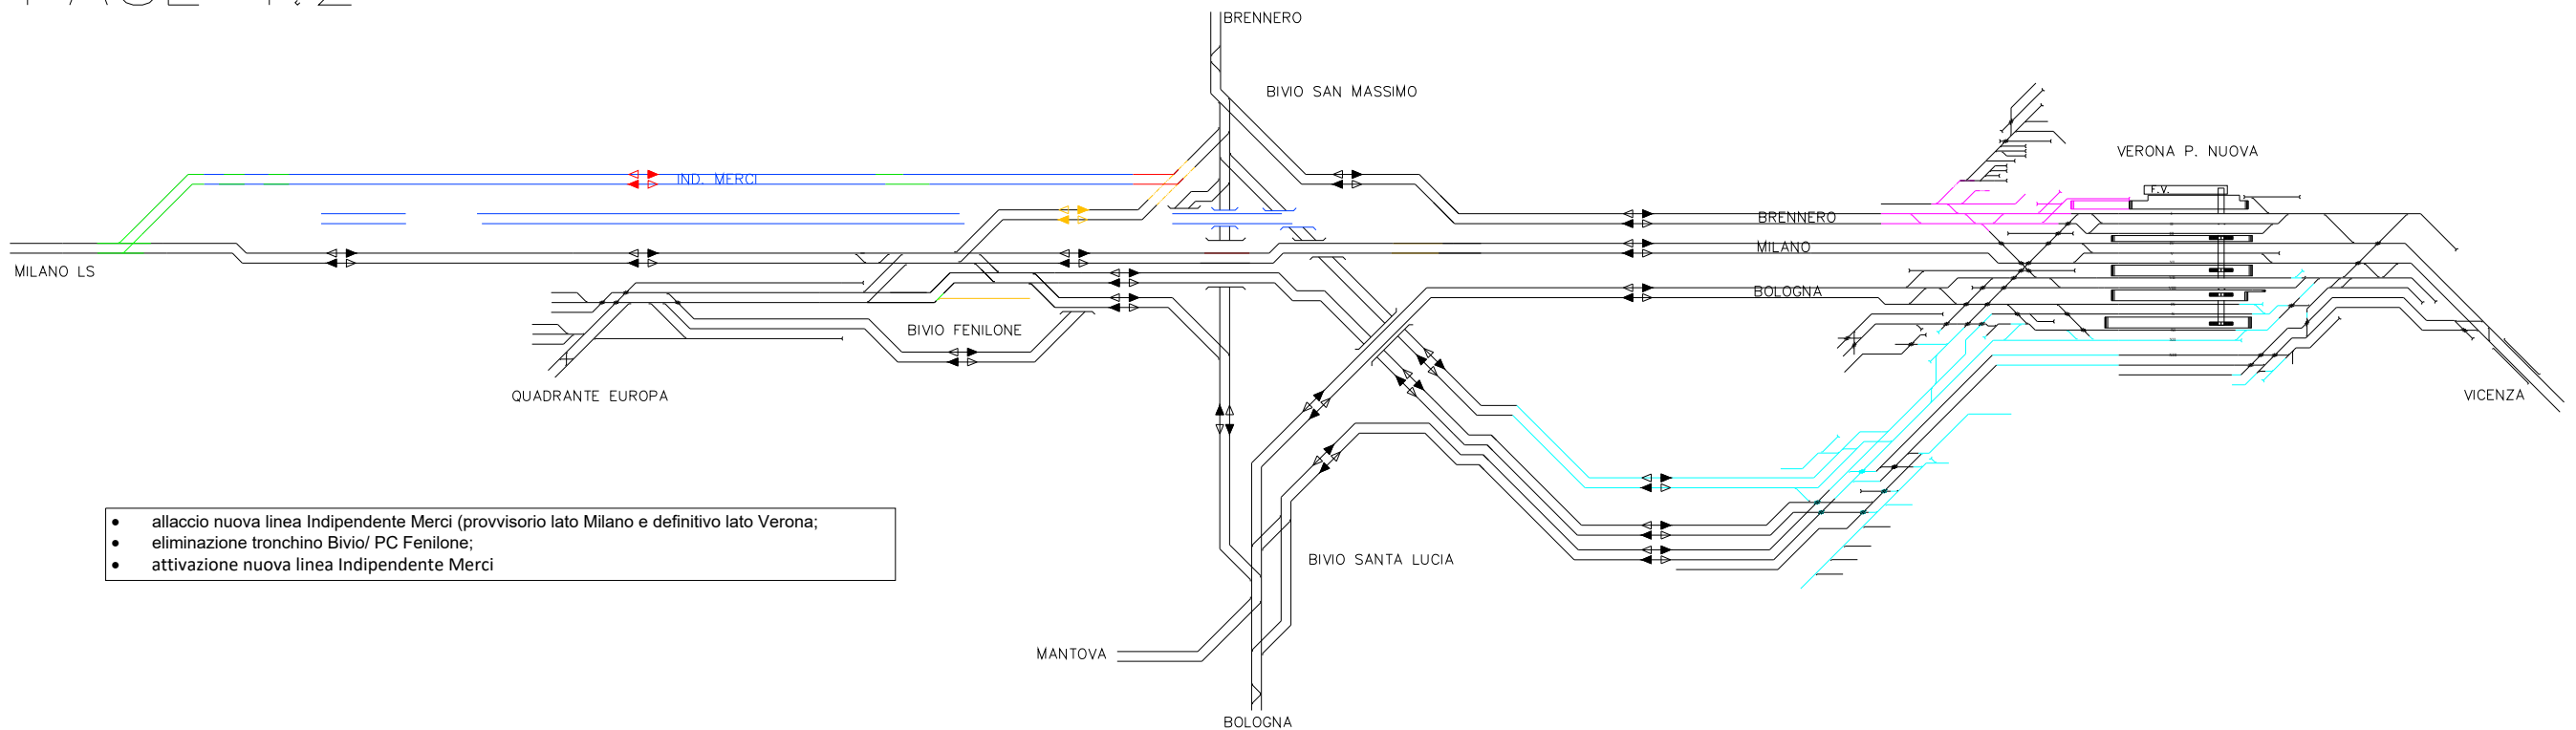 BRENNERO
BIVIO SAN MASSIMO
VERONA P. NUOVA
IND. MERCI
F.V.
BRENNERO
MILANO
MILANO LS
BOLOGNA
BIVIO FENILONE
QUADRANTE EUROPA
VICENZA
• allaccio nuova linea Indipendente Merci (provvisorio lato Milano e definitivo lato Verona;
• eliminazione tronchino Bivio/ PC Fenilone;
• attivazione nuova linea Indipendente Merci
BIVIO SANTA LUCIA
MANTOVA
BOLOGNA